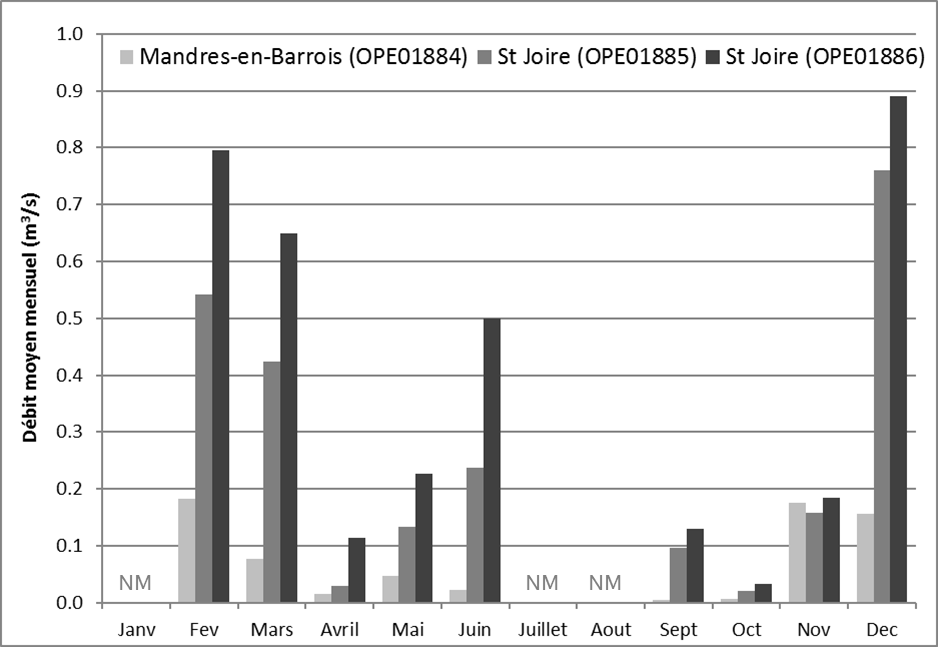 1.0
Mandres-en-Barrois (OPE01884) St Joire (OPE01885) St Joire (OPE01886)
0.9
0.8
0.7
0.6
0.5
0.4
0.3
0.2
0.1
0.0
Débit moyen mensuel (m³/s)
NM NM NM
Janv Fev Mars Avril Mai Juin Juillet Aout Sept Oct Nov Dec